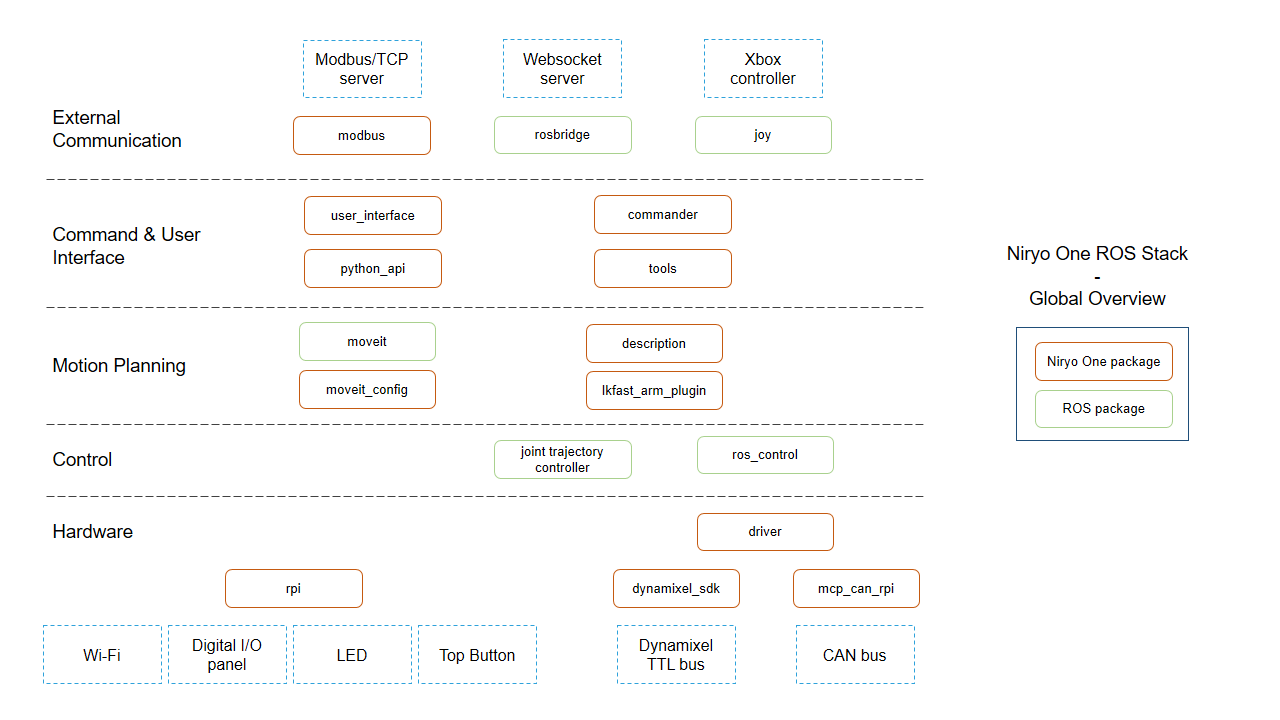 Modbus/TCP
server
Websocket
server
Xbox
controller
External
Communication
modbus
rosbridge
joy
Command & User
Interface
user_interface
commander
python_api
tools
Niryo One ROS Stack
-
Global Overview
Niryo One package
ROS package
Motion Planning
moveit
description
moveit_config
Ikfast_arm_plugin
Control
joint trajectory
controller
ros_control
Hardware
driver
rpi
dynamixel_sdk
mcp_can_rpi
Wi-Fi
Digital I/O
panel
LED
Top Button
Dynamixel
TTL bus
CAN bus